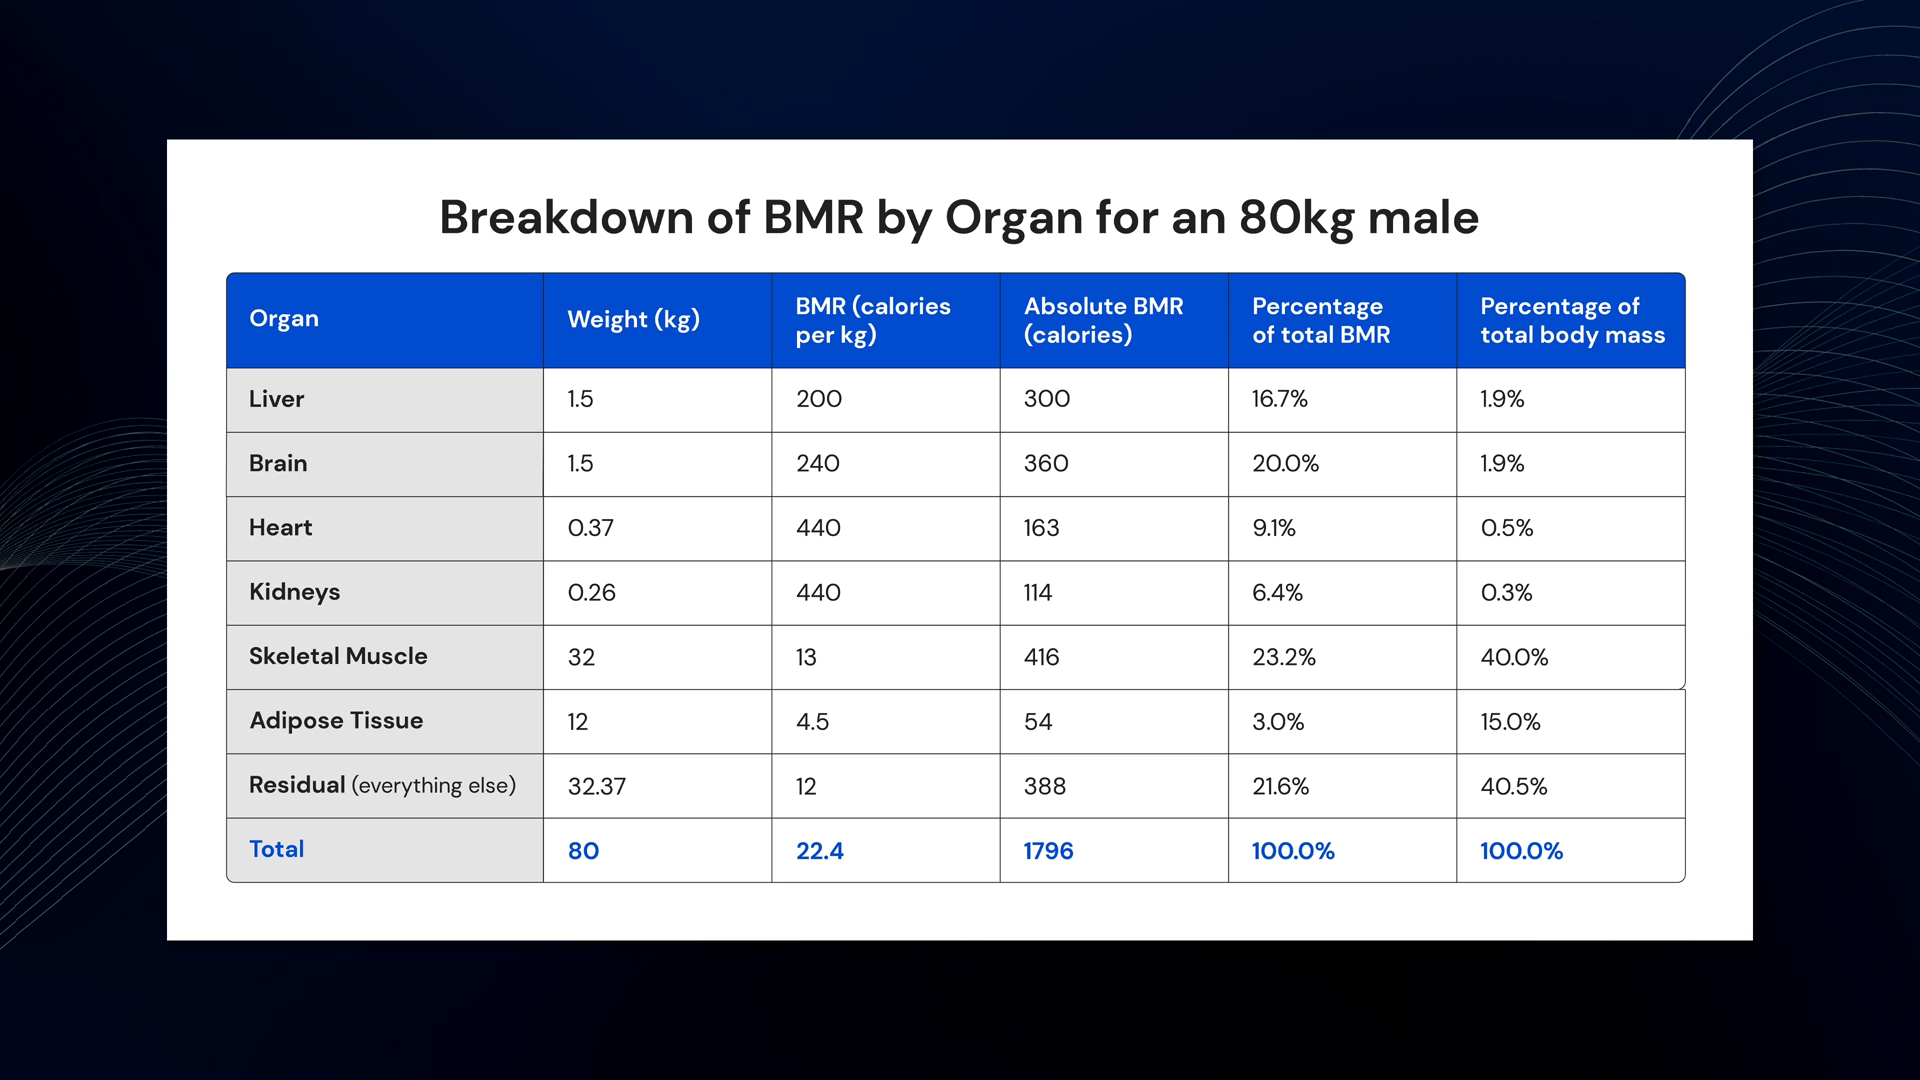 Breakdown of BMR by Organ for an 80kg male
Organ
Weight (kg)
BMR (calories
per kg)
Absolute BMR
(calories)
Percentage
of total BMR
Percentage of
total body mass
Liver 1.5 200 300 16.7% 1.9%
Brain 1.5 240 360 20.0% 1.9%
Heart 0.37 440 163 9.1% 0.5%
Kidneys 0.26 440 114 6.4% 0.3%
Skeletal Muscle 32 13 416 23.2% 40.0%
Adipose Tissue 12 4.5 54 3.0% 15.0%
Residual (everything else) 32.37 12 388 21.6% 40.5%
Total 80 22.4 1796 100.0% 100.0%